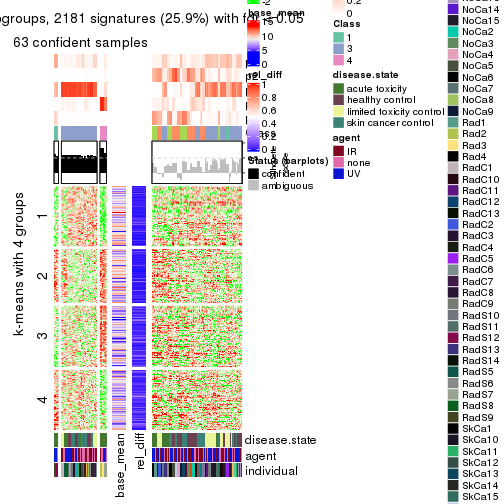 groups, 2181 signatures (25.9%) with fdr < 0.05
63 confident samples
k-means with 4 groups
1
2
3
4
base_mean
rel_diff
disease.state
agent
individual
-2
base_mean
15
10
5
0
rel_diff
1
0.8
0.6
0.4
0.2
0
Status (barplots)
confident
ambiguous
0.2
0
Class
1
3
4
disease.state
acute toxicity
healthy control
limited toxicity control
skin cancer control
agent
IR
none
UV
NoCa14
NoCa15
NoCa2
NoCa3
NoCa4
NoCa5
NoCa6
NoCa7
NoCa8
NoCa9
Rad1
Rad2
Rad3
Rad4
RadC1
RadC10
RadC11
RadC12
RadC13
RadC2
RadC3
RadC4
RadC5
RadC6
RadC7
RadC8
RadC9
RadS10
RadS11
RadS12
RadS13
RadS14
RadS5
RadS6
RadS7
RadS8
RadS9
SkCa1
SkCa10
SkCa11
SkCa12
SkCa13
SkCa14
SkCa15